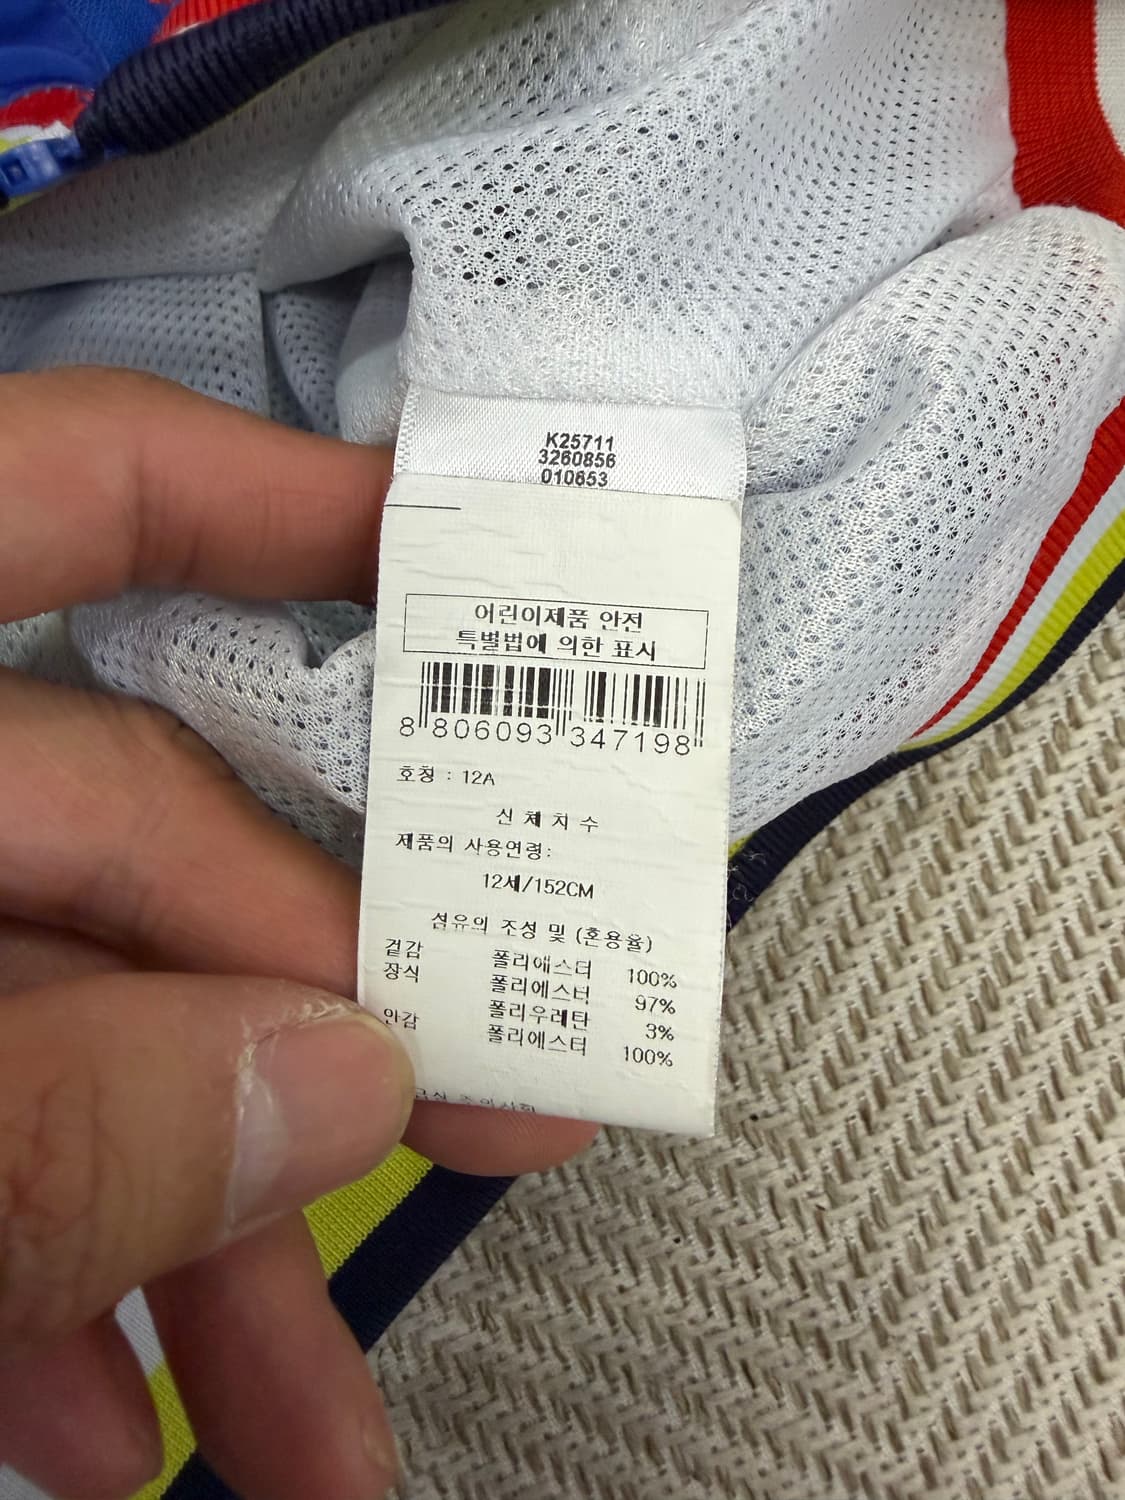 K25711
3260856
010853
어린이제품 안전
특별법에 의한 표시
8 806093 347198
호칭 : 12A
신체치수
제품의 사용연령:
12세/152CM
섬유의 조성 및 (혼용율)
겉감 폴리에스터 100%
장식 폴리에스터 97%
폴리우레탄 3%
안감 폴리에스터 100%